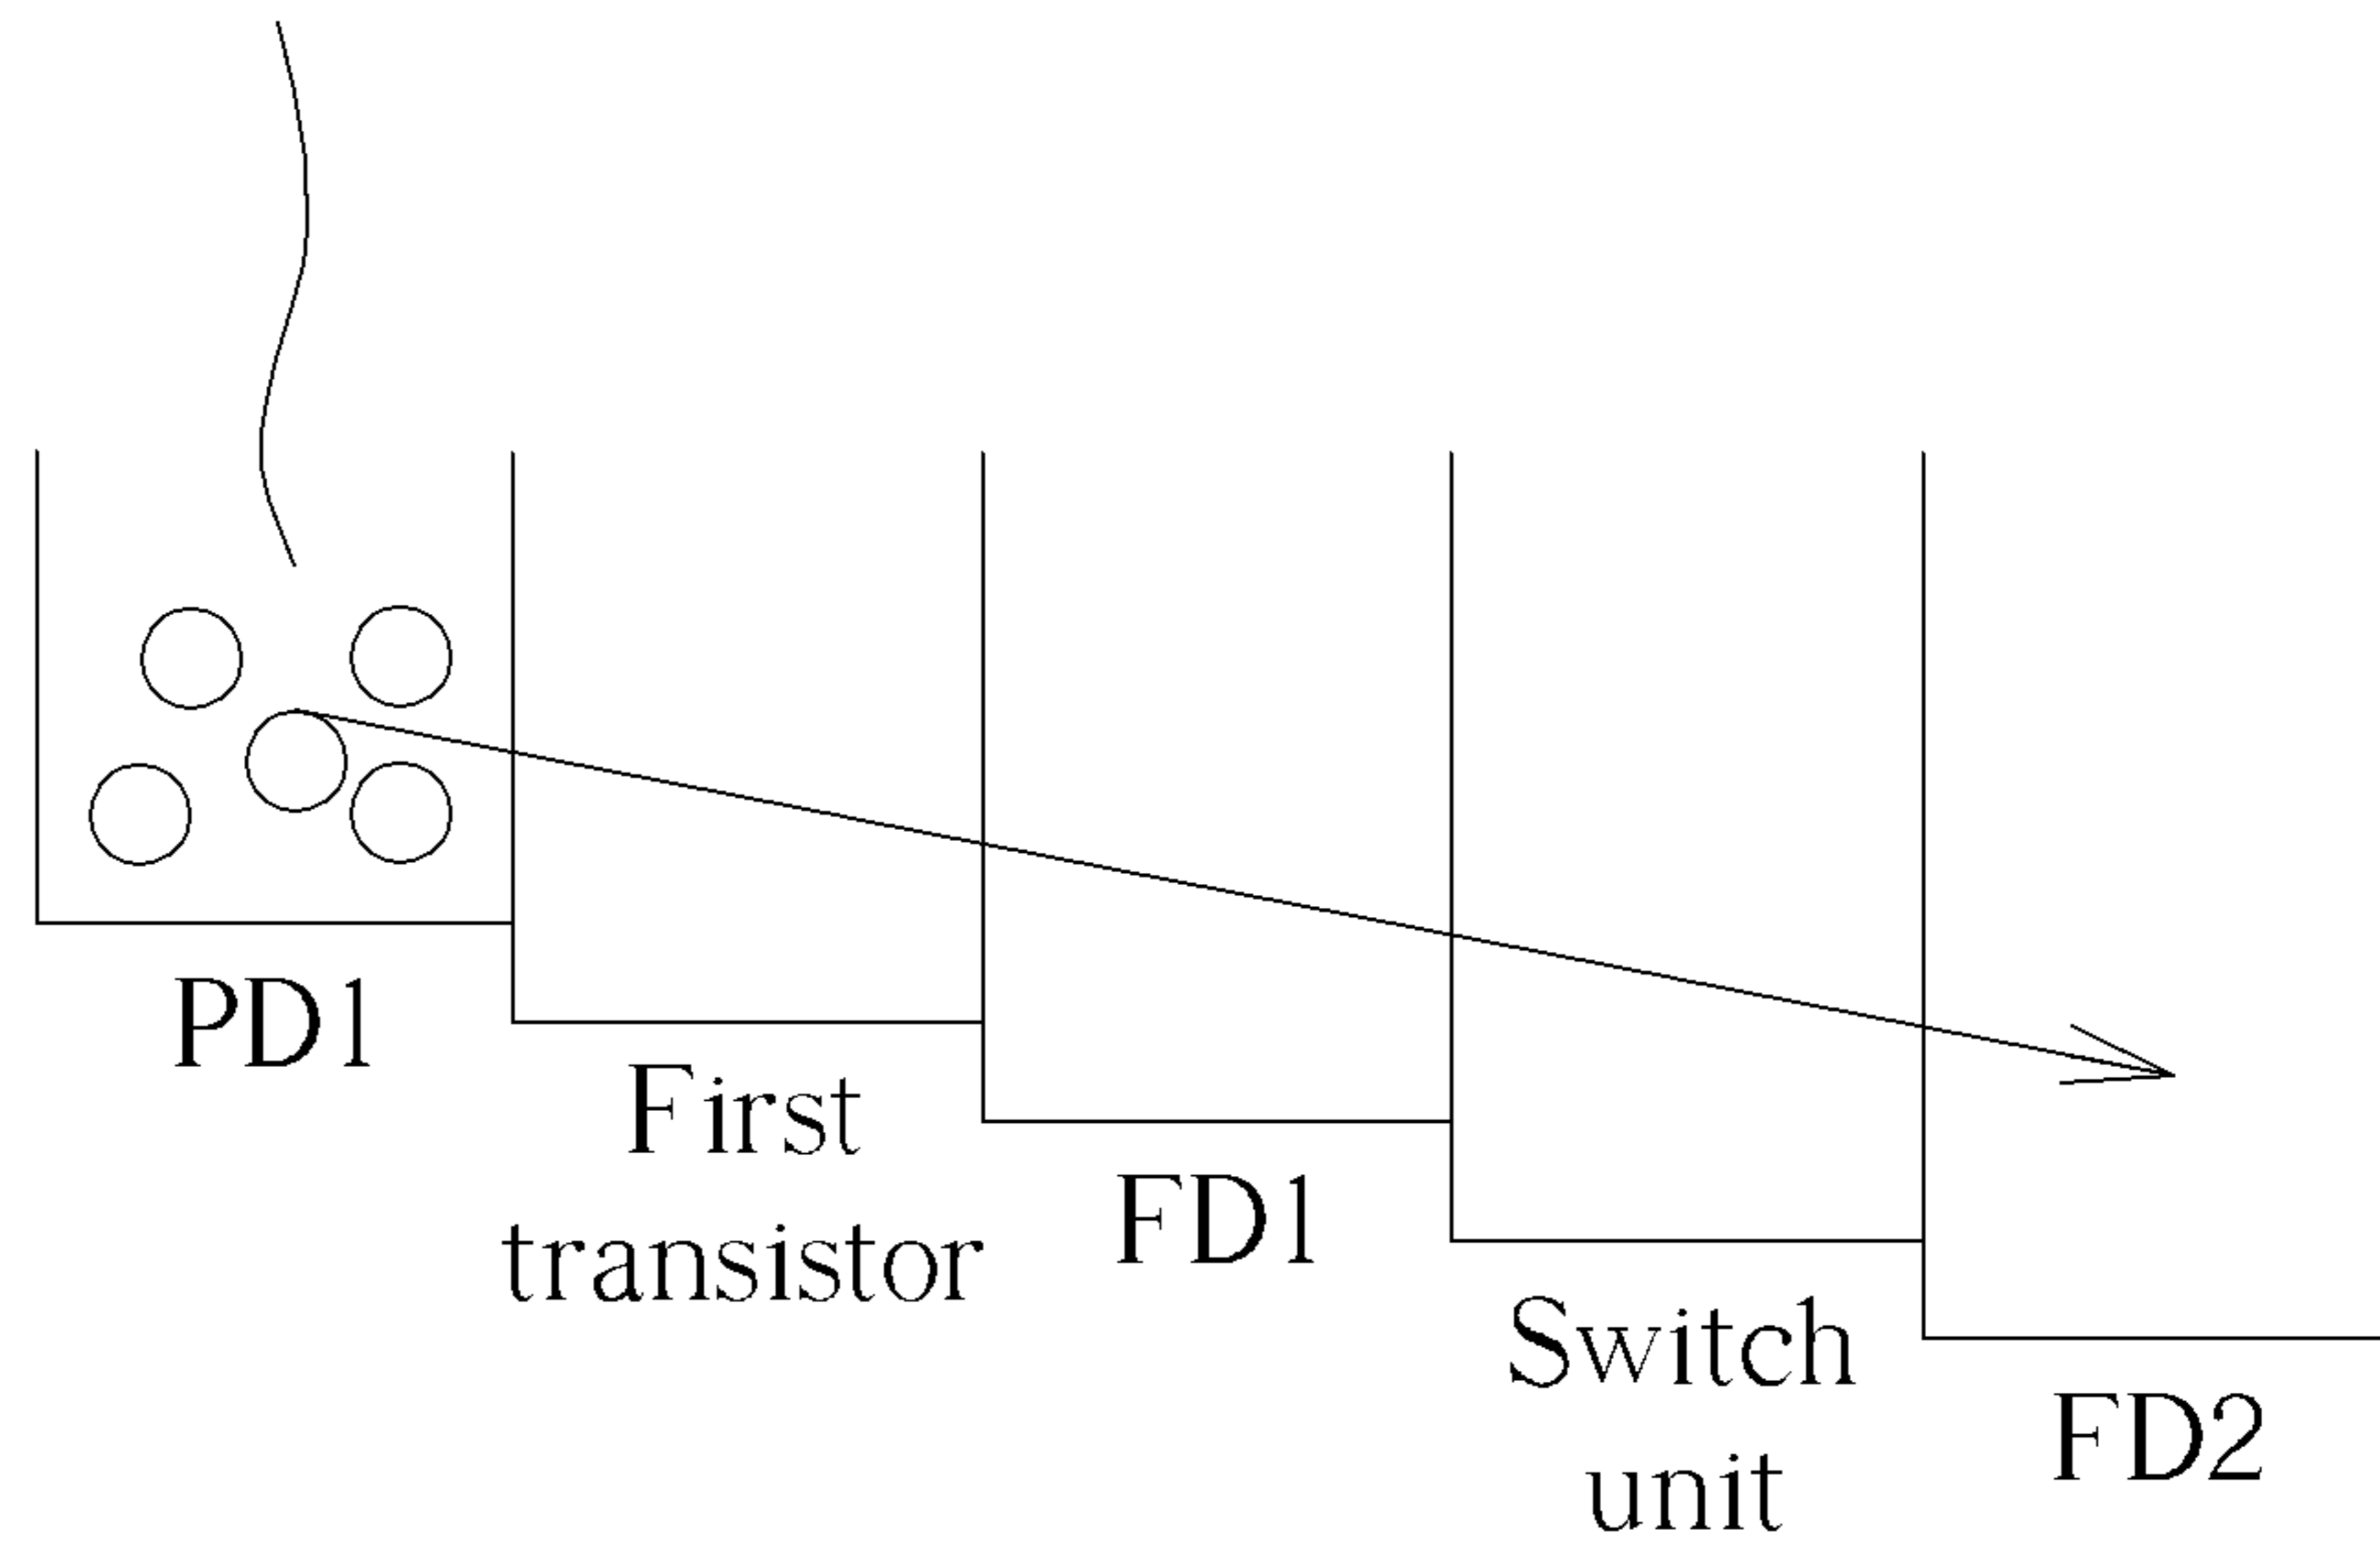 PD1
First
transistor
FD1
Switch
unit
FD2